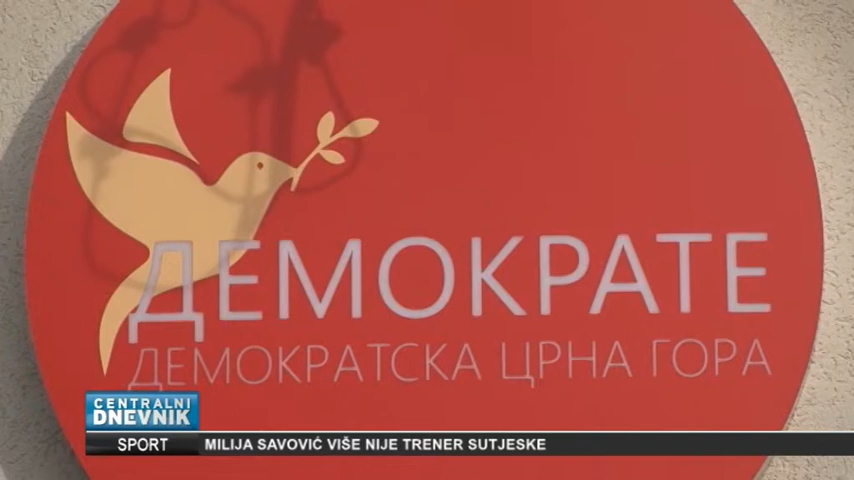 ДЕМОКРАТЕ
ДЕМОКРАТСКА ЦРНА ГОРА
CENTRALNI
DNEVNIK
SPORT
MILIJA SAVOVIĆ VIŠE NIJE TRENER SUTJESKE